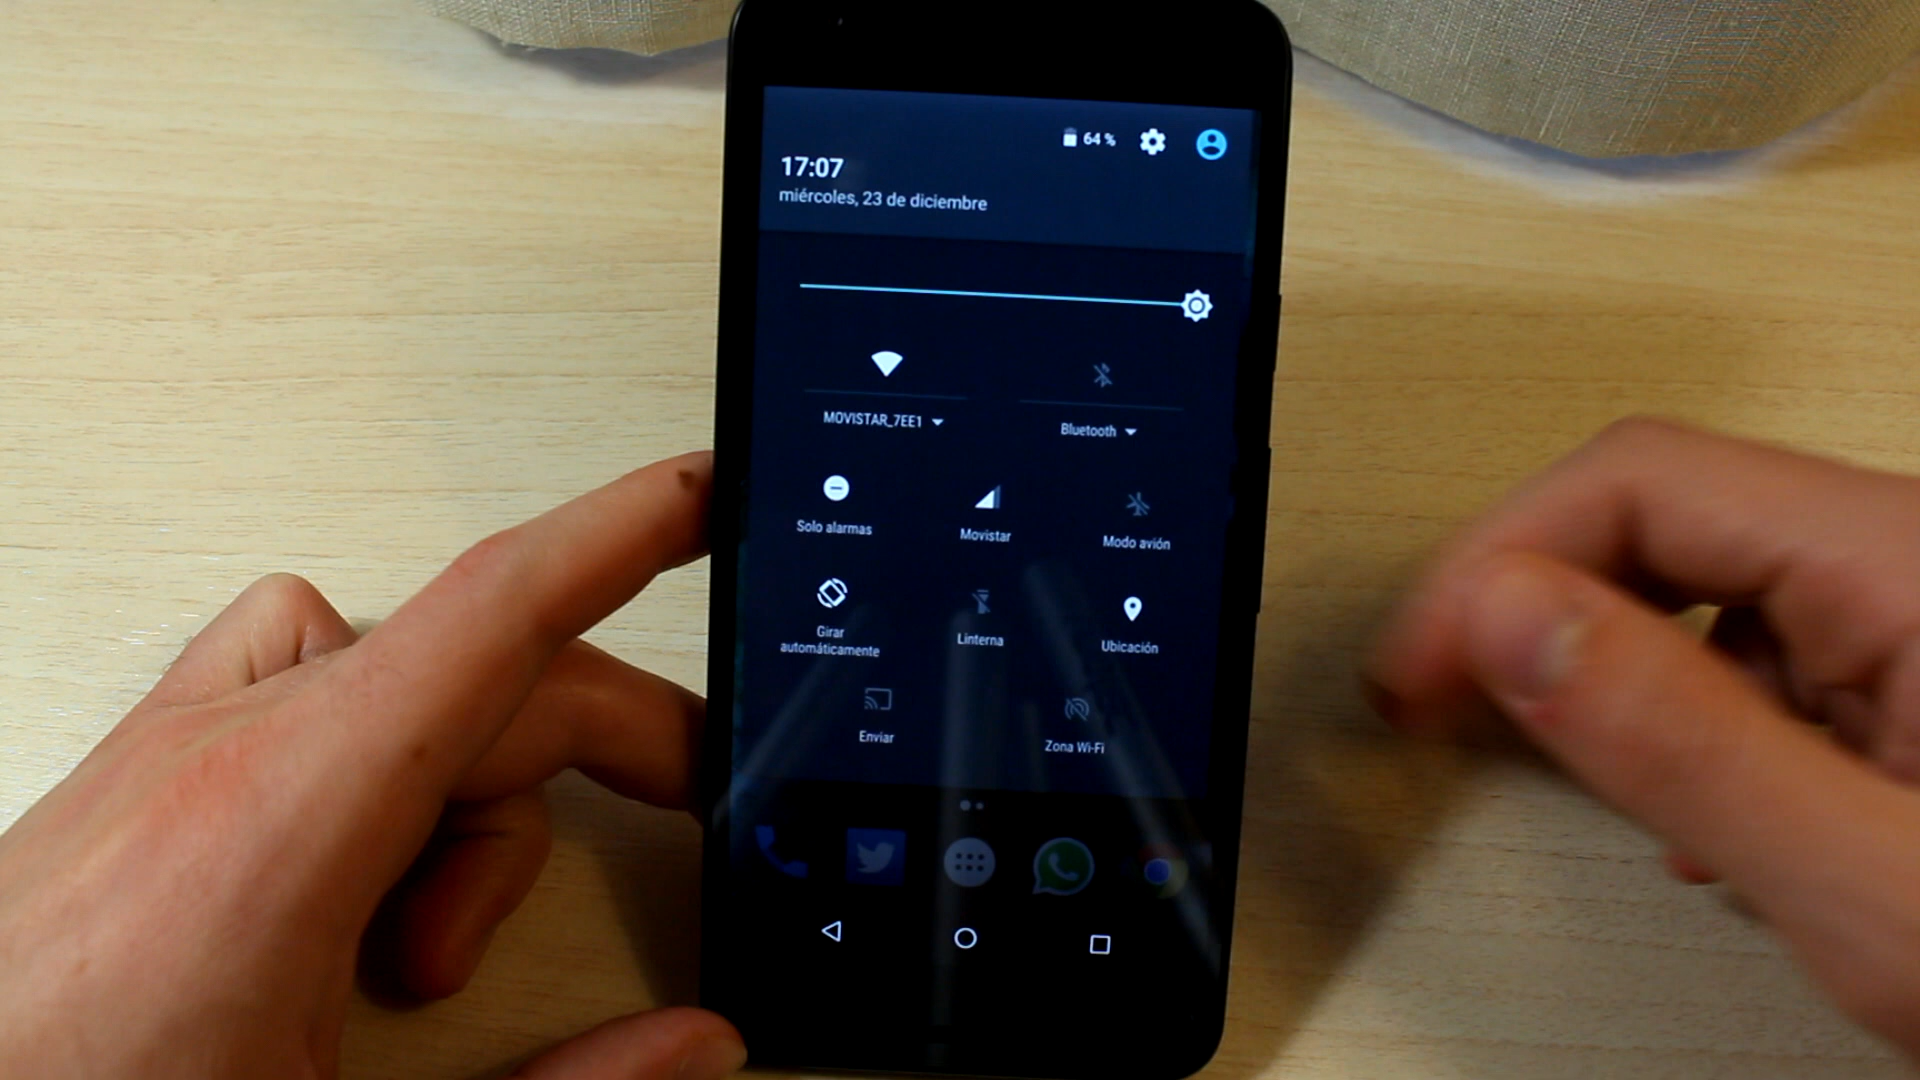 64 %
17:07
miércoles, 23 de diciembre
MOVISTAR_7EE1
Bluetooth
Solo alarmas
Movistar
Modo avión
Girar
automáticamente
Linterna
Ubicación
Enviar
Zona Wi-Fi